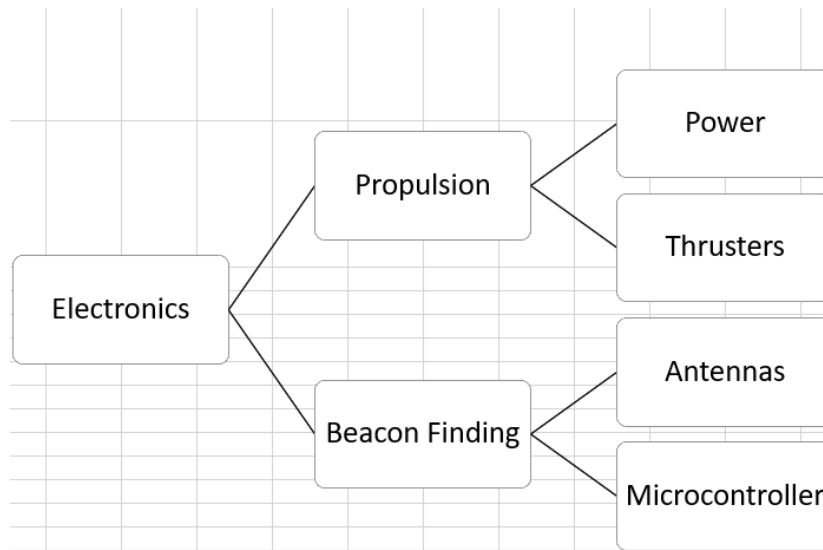 Electronics
Propulsion
Power
Thrusters
Beacon Finding
Antennas
Microcontroller